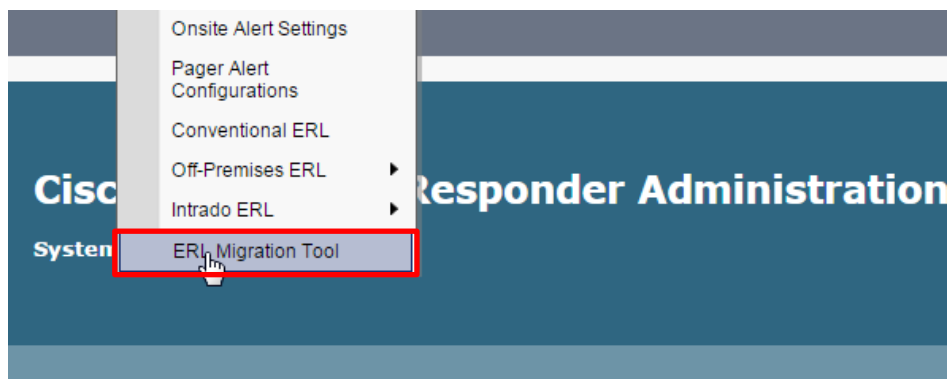 Onsite Alert Settings
Pager Alert
Configurations
Conventional ERL
Off-Premises ERL
Intrado ERL
ERL Migration Tool
Cisc Responder Administration
System